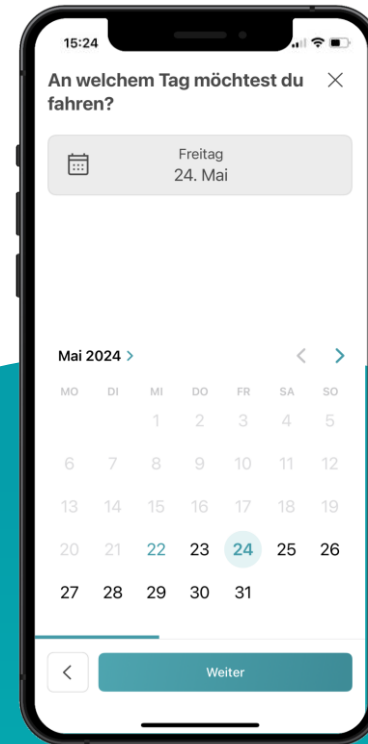 15:24
An welchem Tag möchtest du
fahren?
Freitag
24. Mai
Mai 2024
MO DI MI DO FR SA SO
1 2 3 4 5
6 7 8 9 10 11 12
13 14 15 16 17 18 19
20 21 22 23 24 25 26
27 28 29 30 31
Weiter